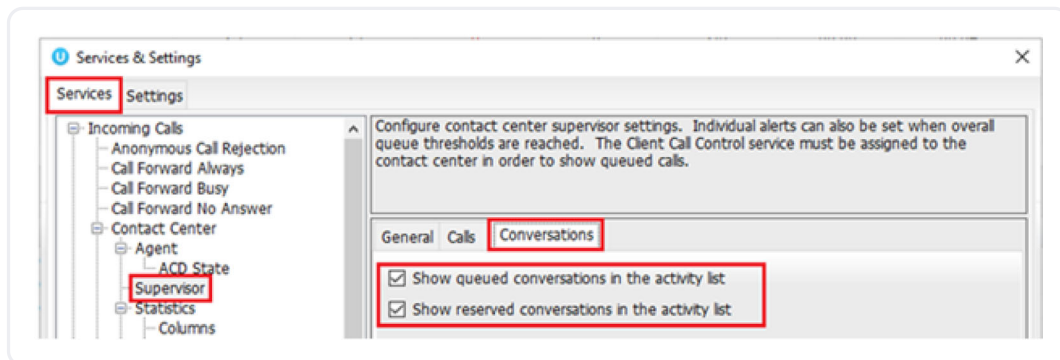 Services & Settings
Services Settings
Incoming Calls
Anonymous Call Rejection
Call Forward Always
Call Forward Busy
Call Forward No Answer
Contact Center
Agent
ACD State
Supervisor
Statistics
Columns
Configure contact center supervisor settings. Individual alerts can also be set when overall
queue thresholds are reached. The Client Call Control service must be assigned to the
contact center in order to show queued calls.
General Calls Conversations
Show queued conversations in the activity list
Show reserved conversations in the activity list